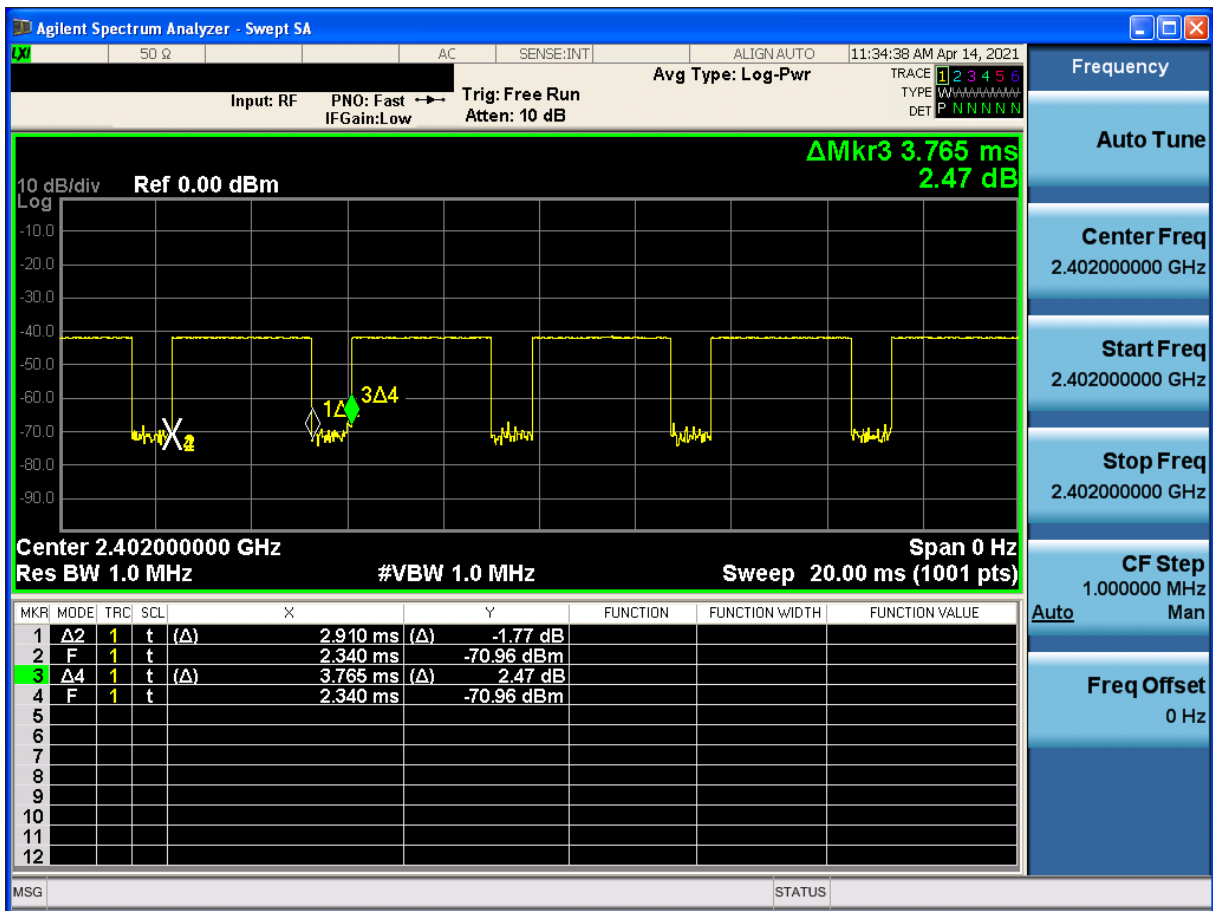 Agilent Spectrum Analyzer - Swept SA
LXI 50 Ω AC SENSE:INT ALIGN AUTO 11:34:38 AM Apr 14, 2021
Avg Type: Log-Pwr TRACE 1 2 3 4 5 6
Input: RF PNO: Fast Trig: Free Run TYPE WWWWWW
IFGain:Low Atten: 10 dB DET P N N N N N
ΔMkr3 3.765 ms
2.47 dB
10 dB/div Ref 0.00 dBm
Log
-10.0
-20.0
-30.0
-40.0
-50.0
-60.0
-70.0
-80.0
-90.0
1Δ 3Δ4
Center 2.402000000 GHz Span 0 Hz
Res BW 1.0 MHz #VBW 1.0 MHz Sweep 20.00 ms (1001 pts)
MKR MODE TRC SCL X Y FUNCTION FUNCTION WIDTH FUNCTION VALUE
1 Δ2 1 t (Δ) 2.910 ms (Δ) -1.77 dB
2 F 1 t 2.340 ms -70.96 dBm
3 Δ4 1 t (Δ) 3.765 ms (Δ) 2.47 dB
4 F 1 t 2.340 ms -70.96 dBm
5
6
7
8
9
10
11
12
MSG STATUS
Frequency
Auto Tune
Center Freq
2.402000000 GHz
Start Freq
2.402000000 GHz
Stop Freq
2.402000000 GHz
CF Step
1.000000 MHz
Auto Man
Freq Offset
0 Hz